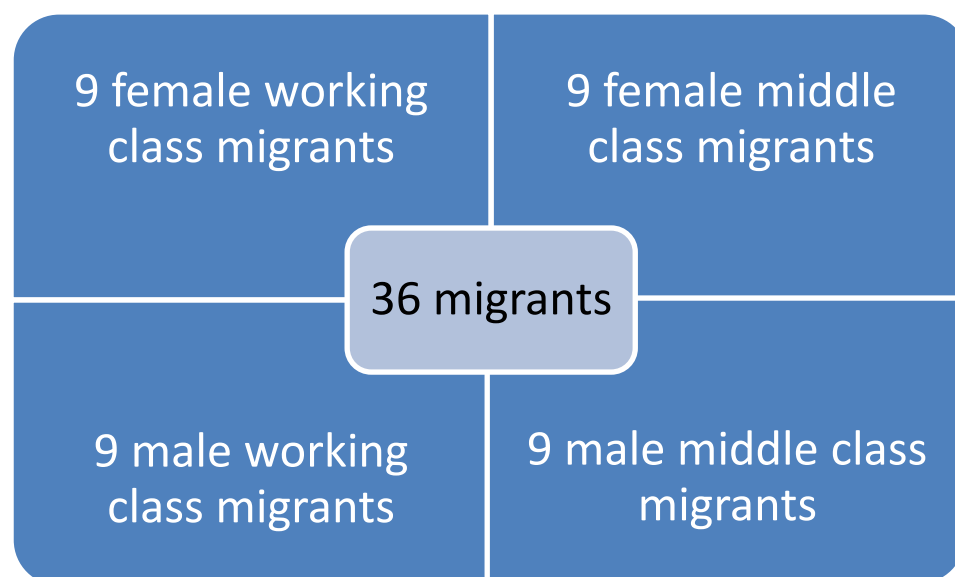 9 female working
class migrants
9 female middle
class migrants
36 migrants
9 male working
class migrants
9 male middle class
migrants